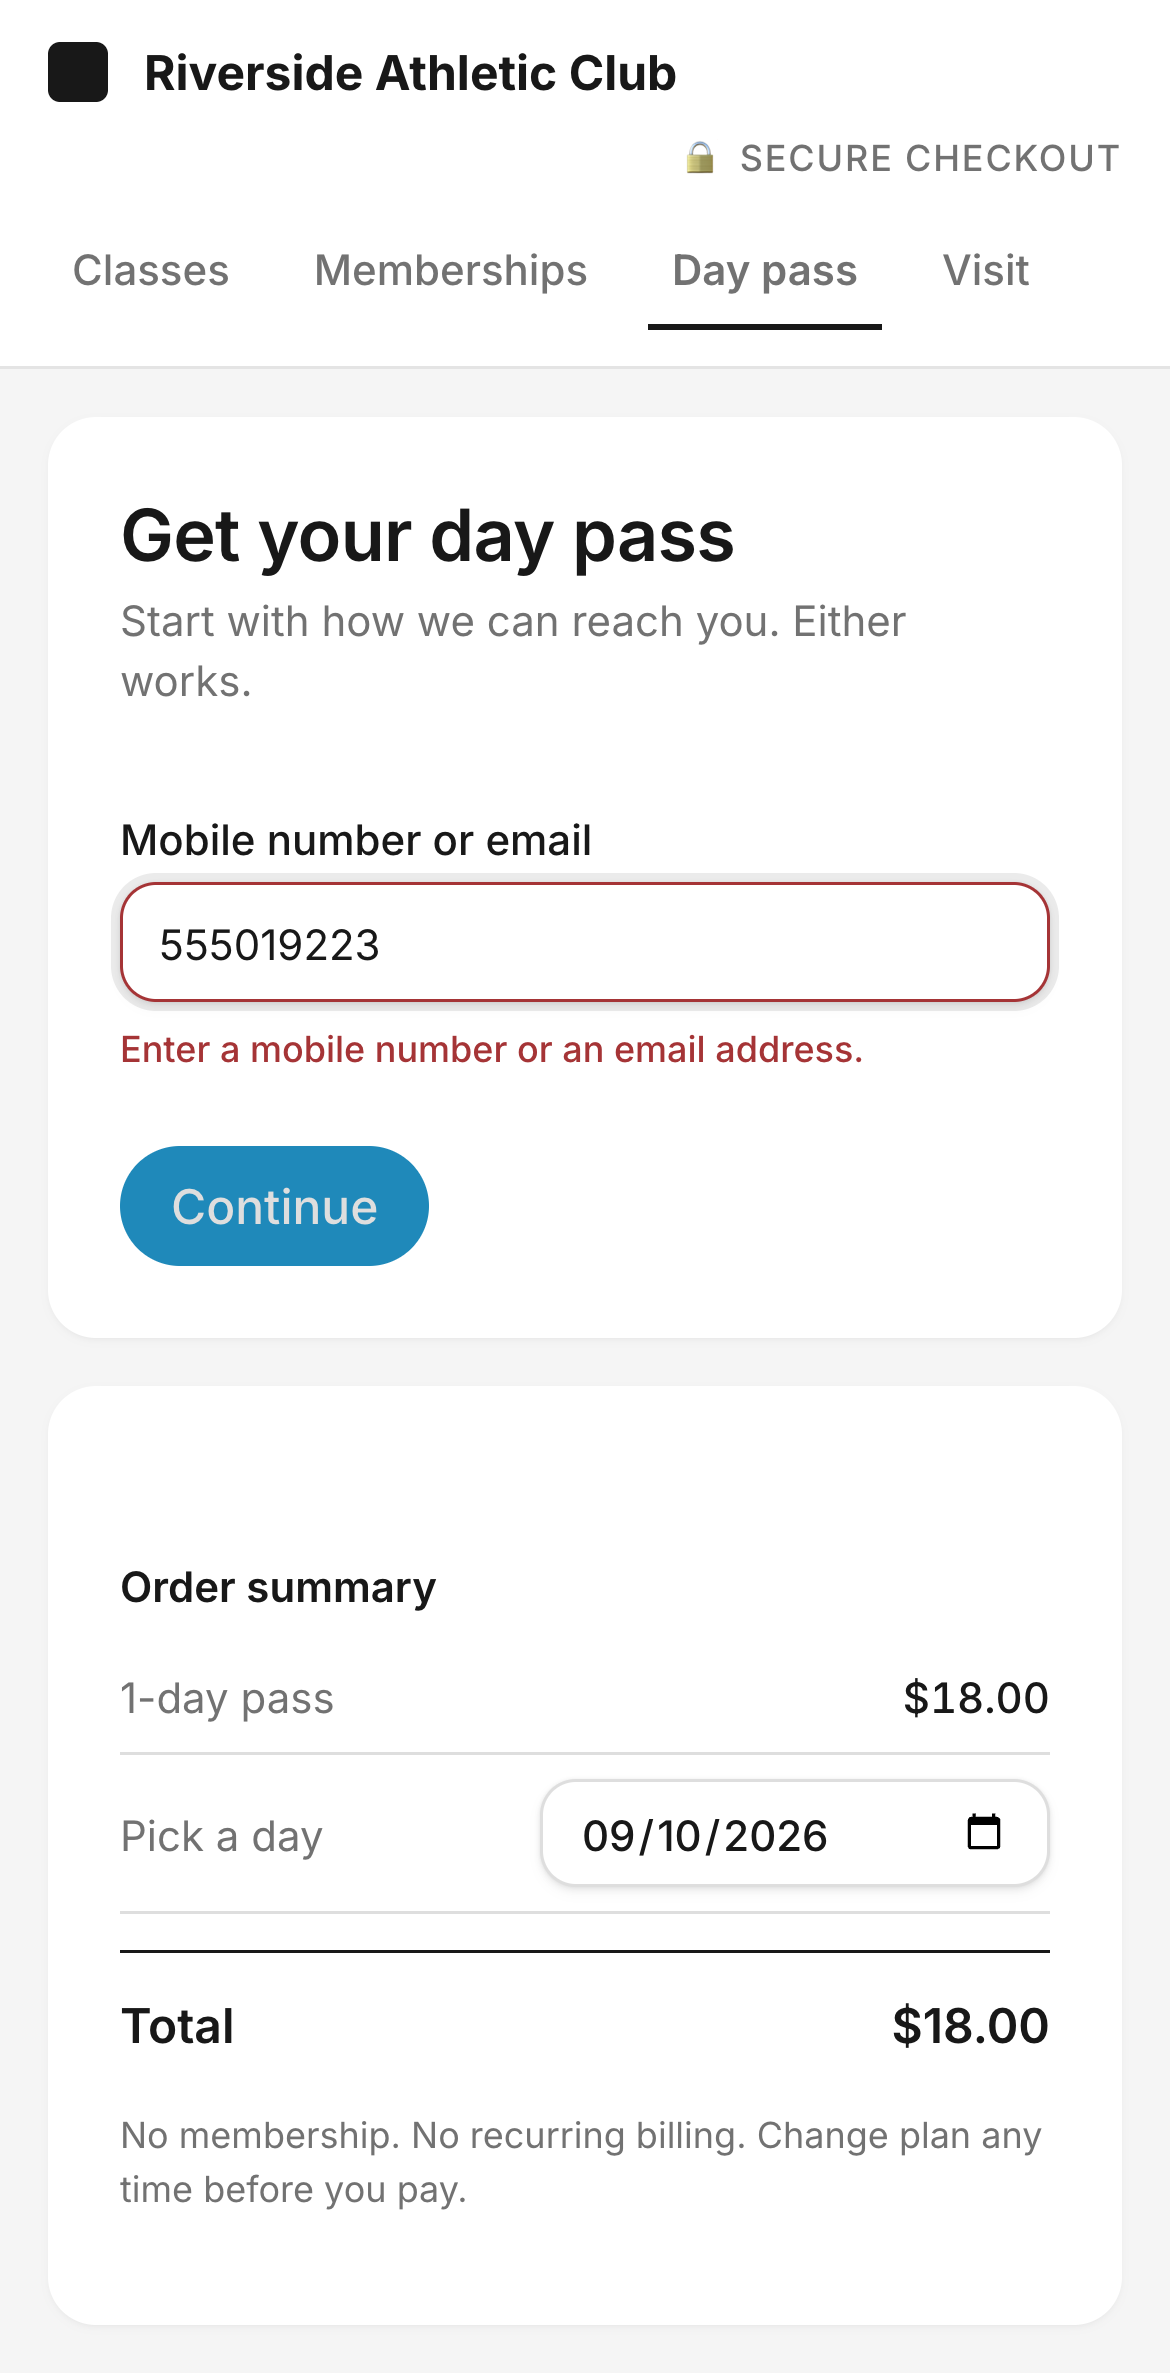 Riverside Athletic Club
🔒 SECURE CHECKOUT
Classes Memberships Day pass Visit
Get your day pass
Start with how we can reach you. Either
works.
Mobile number or email
555019223
Enter a mobile number or an email address.
Continue
Order summary
1-day pass $18.00
Pick a day 09/10/2026
Total $18.00
No membership. No recurring billing. Change plan any
time before you pay.